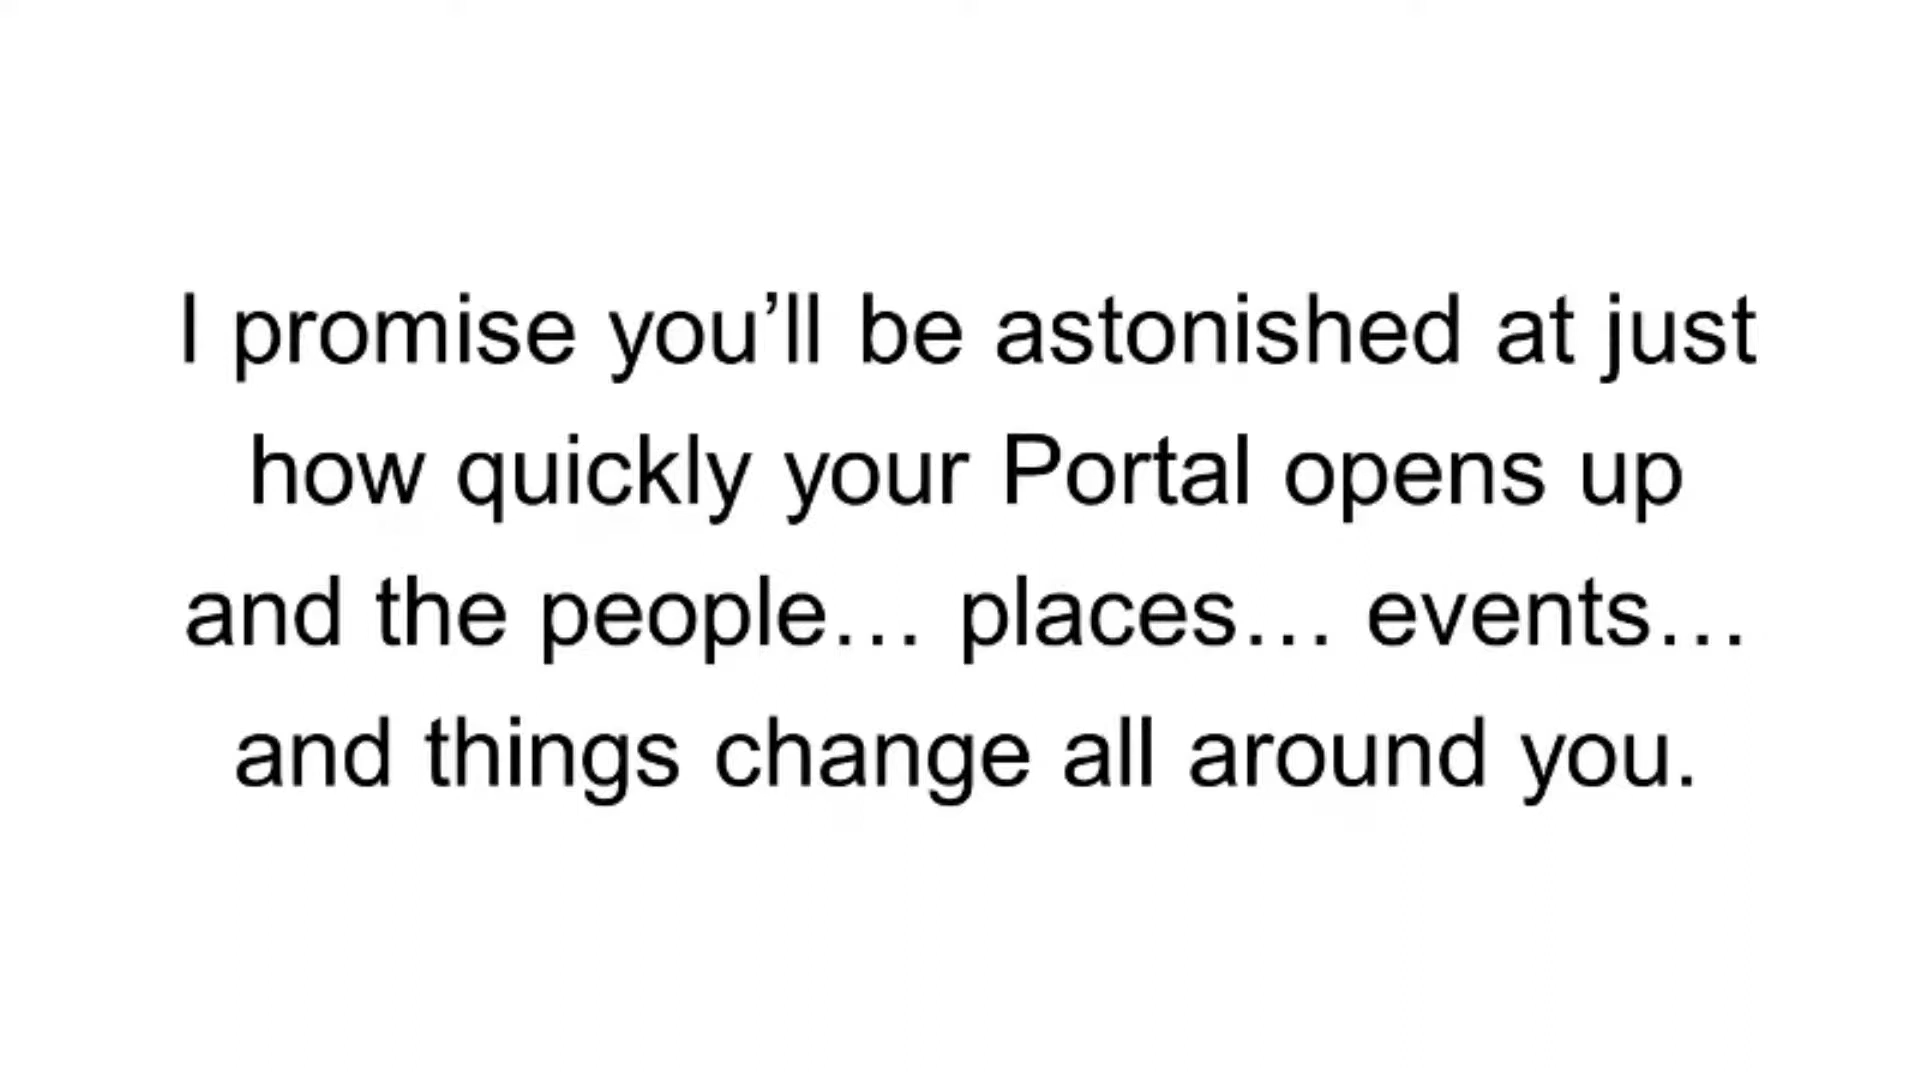 I promise you’ll be astonished at just
how quickly your Portal opens up
and the people… places… events…
and things change all around you.